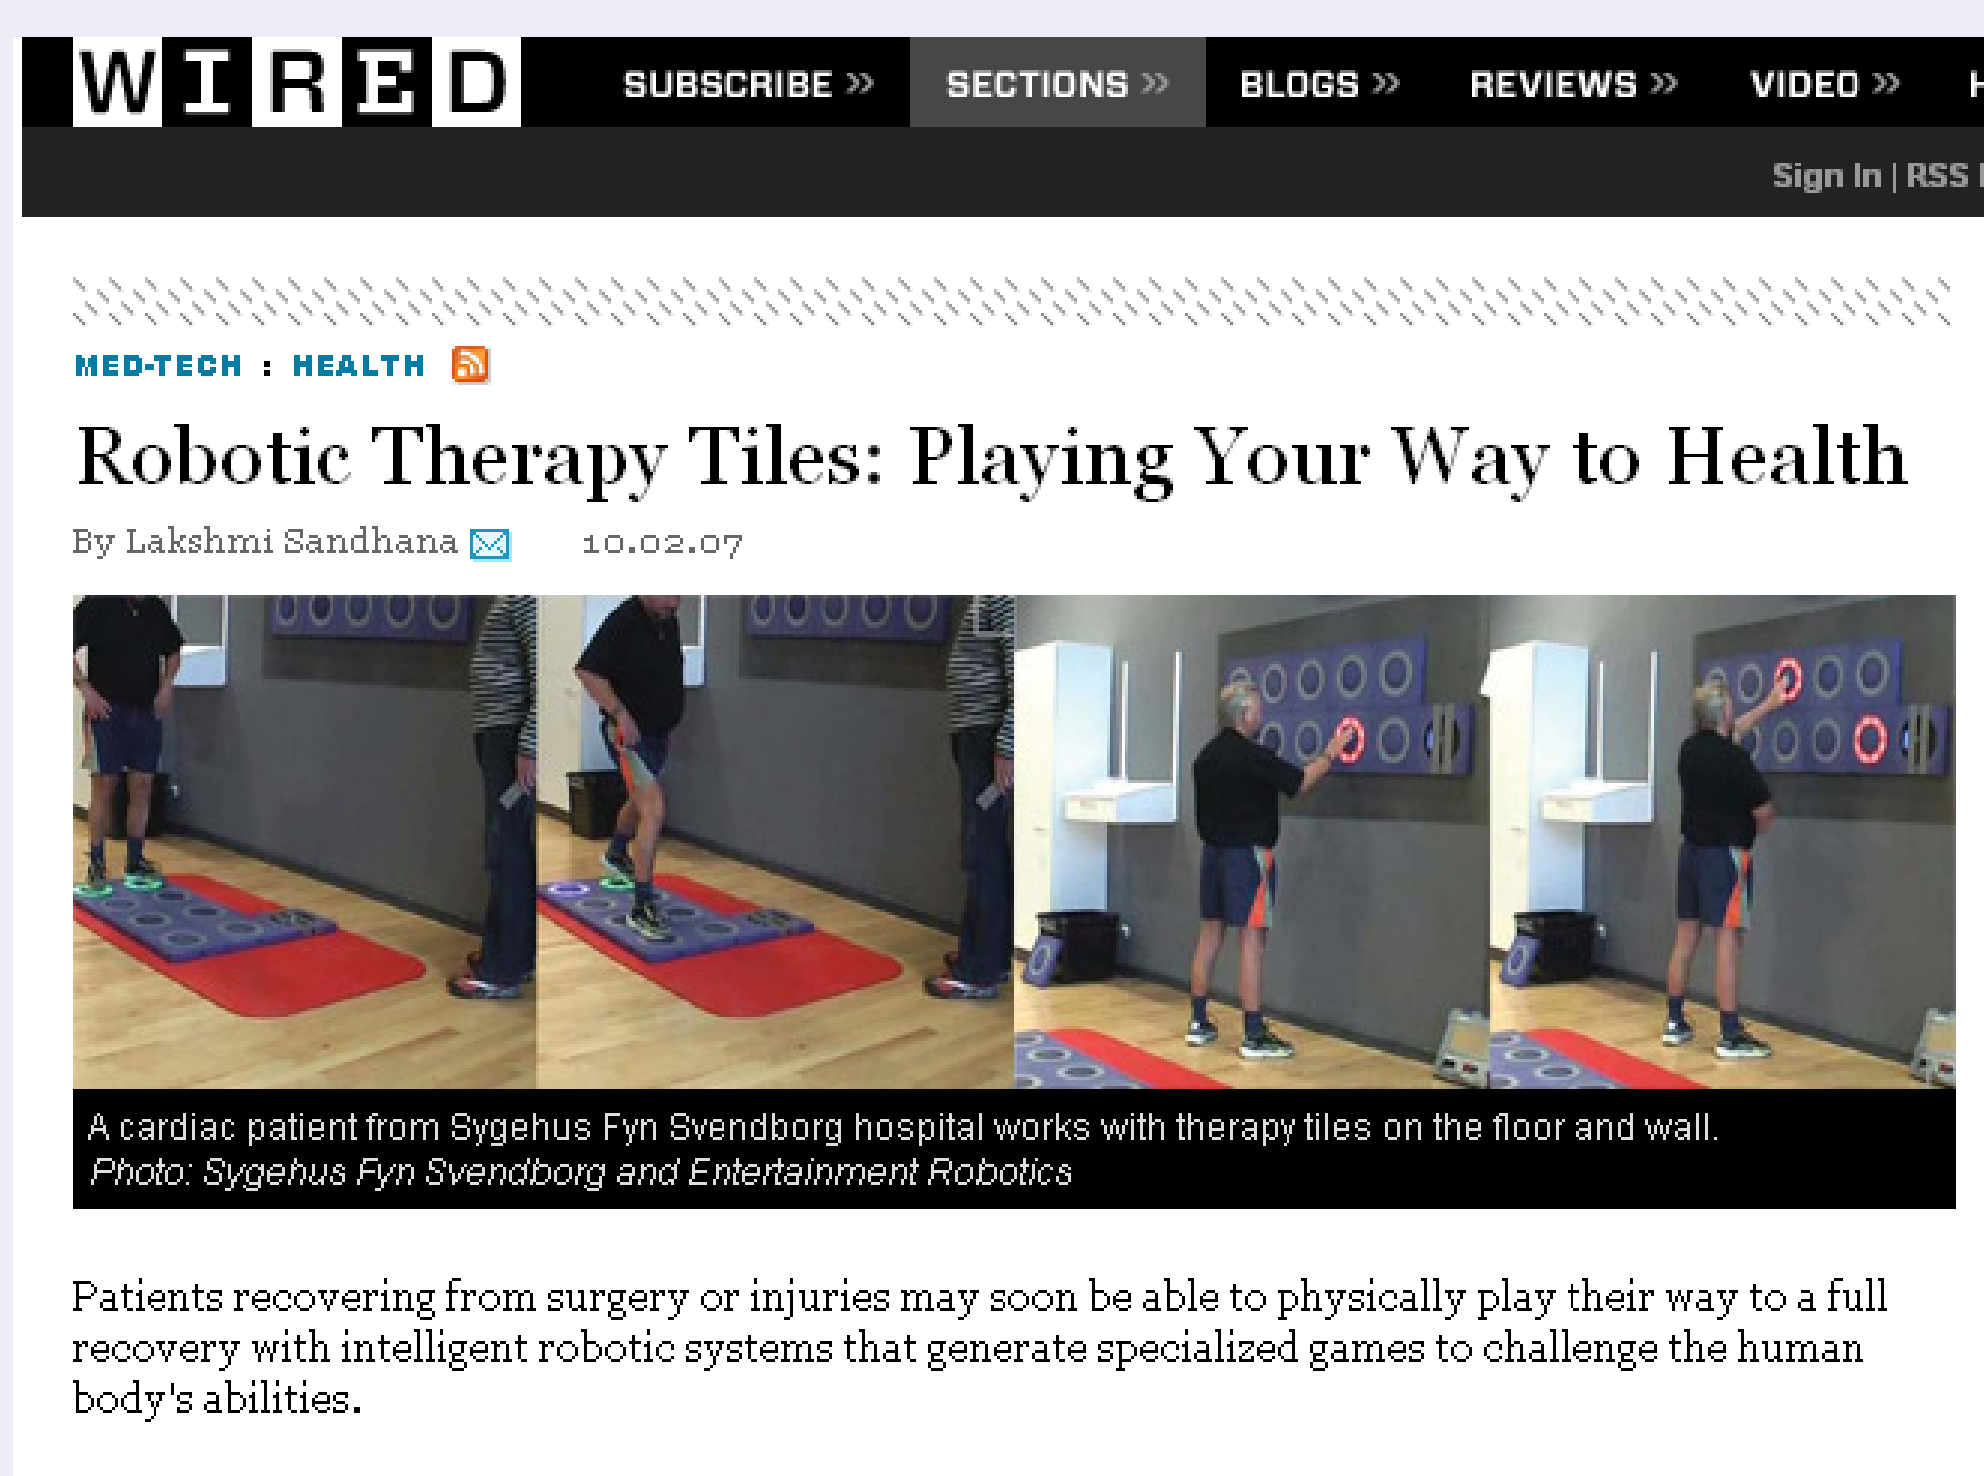 WIRED
SUBSCRIBE » SECTIONS » BLOGS » REVIEWS » VIDEO » H
Sign In | RSS
MED-TECH : HEALTH
Robotic Therapy Tiles: Playing Your Way to Health
By Lakshmi Sandhana 10.02.07
A cardiac patient from Sygehus Fyn Svendborg hospital works with therapy tiles on the floor and wall.
Photo: Sygehus Fyn Svendborg and Entertainment Robotics
Patients recovering from surgery or injuries may soon be able to physically play their way to a full
recovery with intelligent robotic systems that generate specialized games to challenge the human
body's abilities.